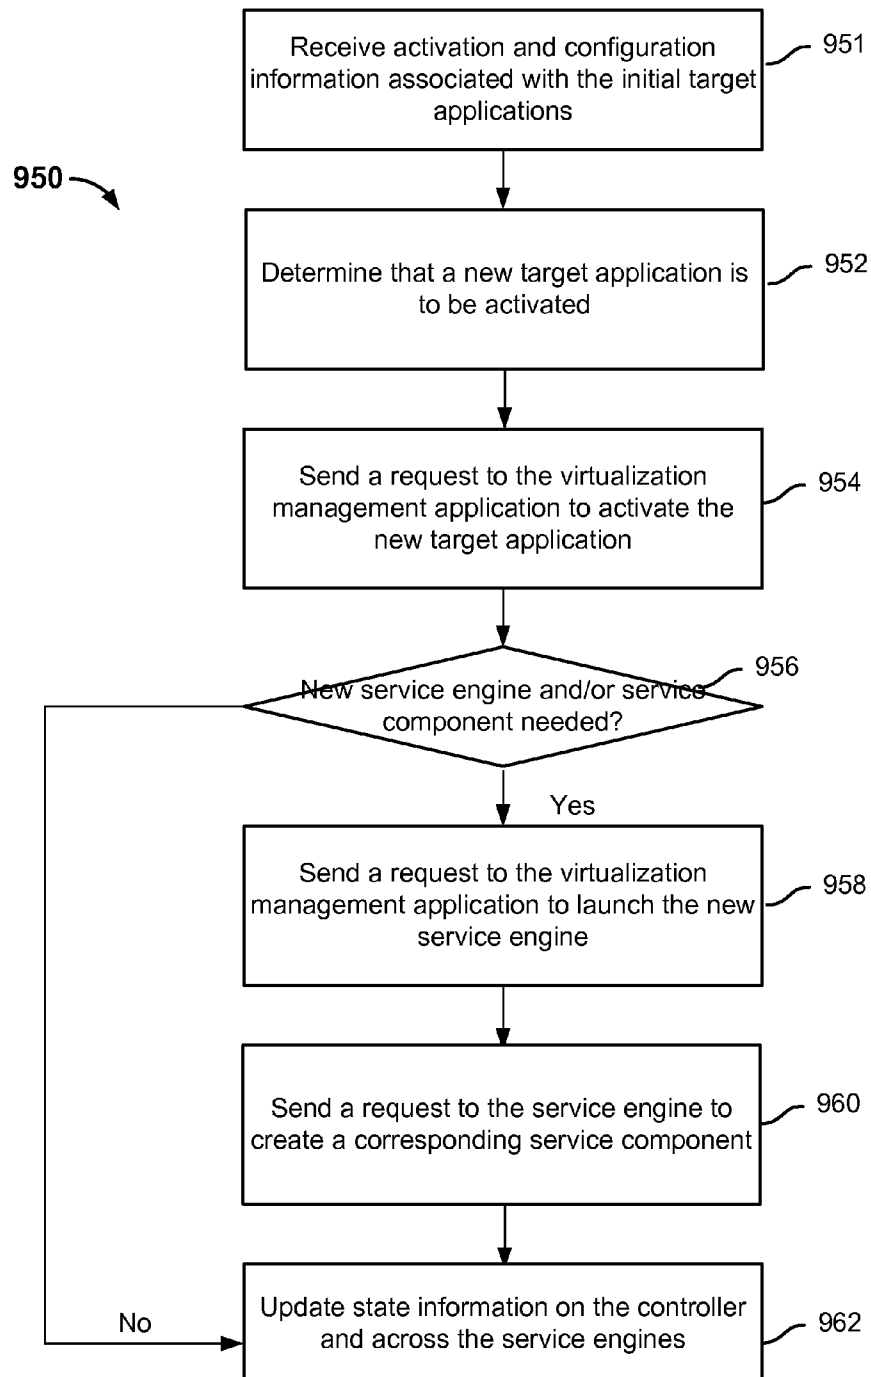 Receive activation and configuration
information associated with the initial target
applications
951
950
Determine that a new target application is
to be activated
952
Send a request to the virtualization
management application to activate the
new target application
954
New service engine and/or service
component needed?
956
Yes
Send a request to the virtualization
management application to launch the new
service engine
958
Send a request to the service engine to
create a corresponding service component
960
No
Update state information on the controller
and across the service engines
962